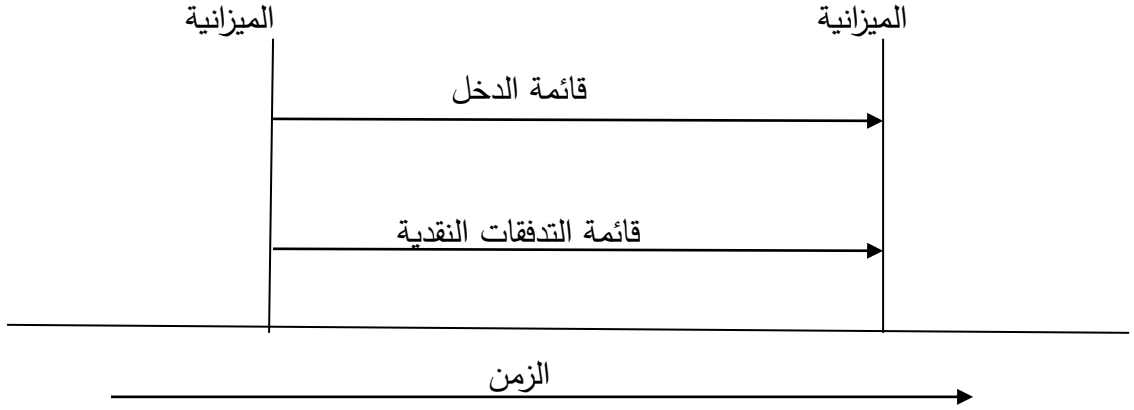 الميزانية
الميزانية
قائمة الدخل
قائمة التدفقات النقدية
الزمن